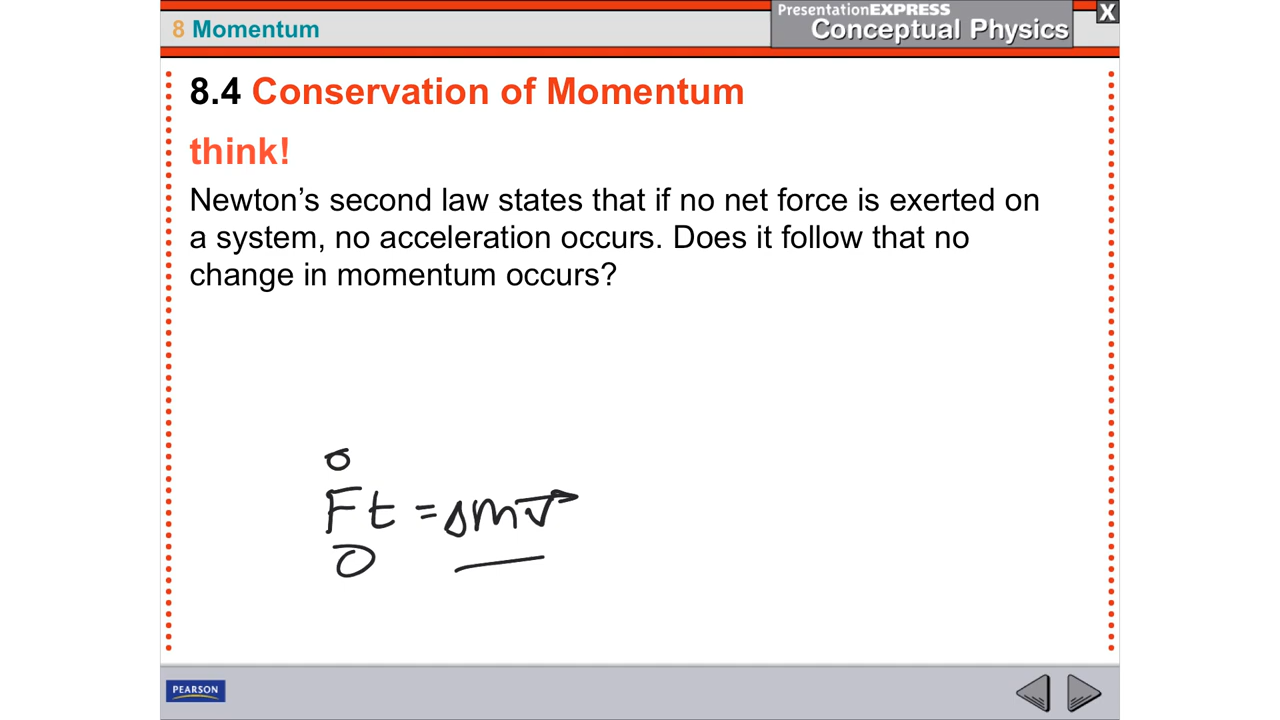 PresentationEXPRESS
X
8 Momentum
Conceptual Physics
8.4 Conservation of Momentum
think!
Newton’s second law states that if no net force is exerted on
a system, no acceleration occurs. Does it follow that no
change in momentum occurs?
0
Ft = Δmv⃗
0
PEARSON